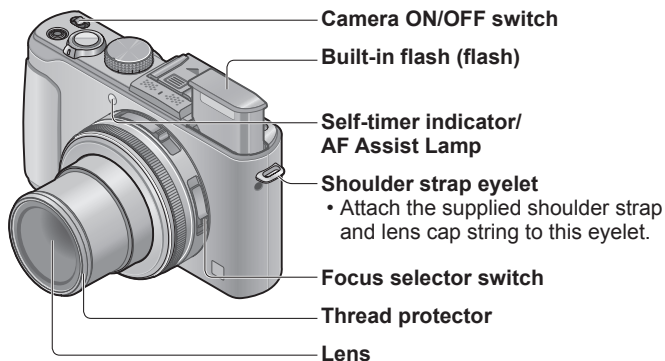 Camera ON/OFF switch
Built-in flash (flash)
Self-timer indicator/
AF Assist Lamp
Shoulder strap eyelet
• Attach the supplied shoulder strap
and lens cap string to this eyelet.
Focus selector switch
Thread protector
Lens